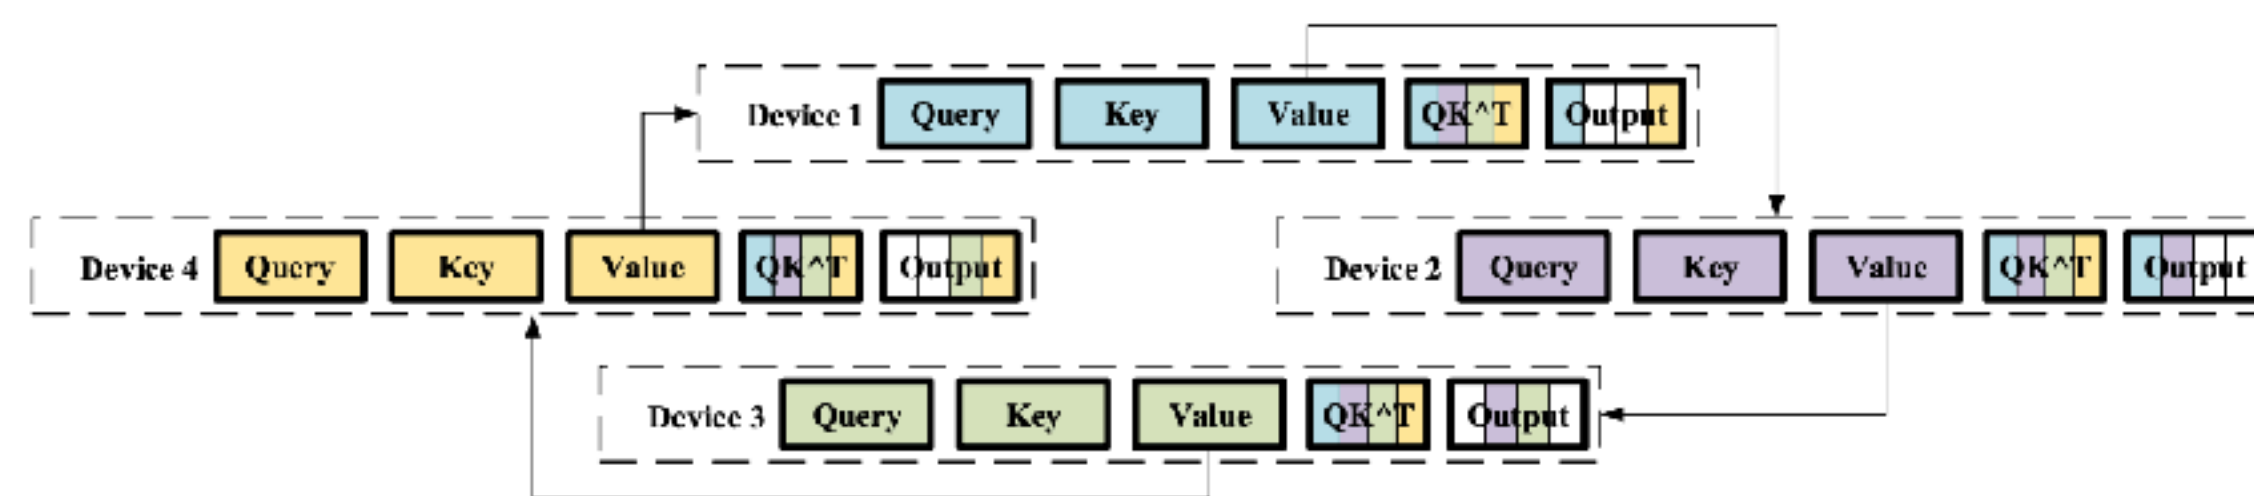 Device 1 Query Key Value QK^T Output
Device 4 Query Key Value QK^T Output
Device 2 Query Key Value QK^T Output
Device 3 Query Key Value QK^T Output